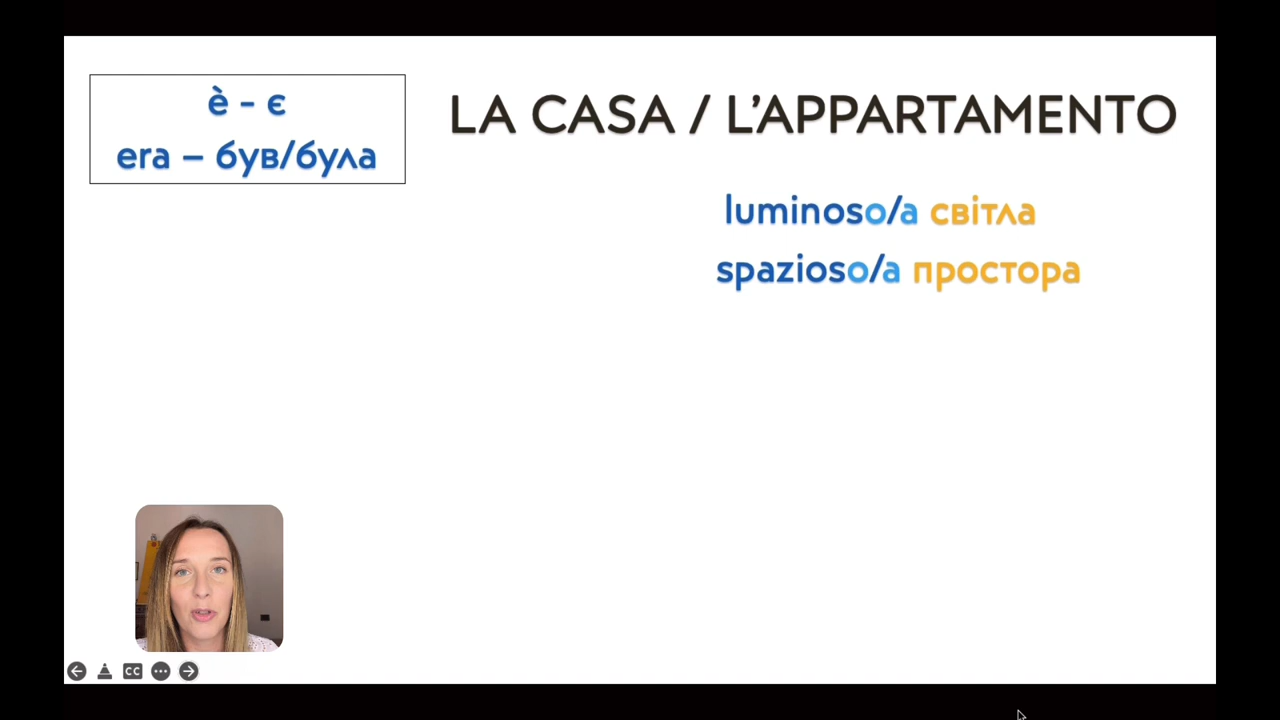 è - є
era – був/була
LA CASA / L'APPARTAMENTO
luminoso/a світла
spazioso/a простора
CC